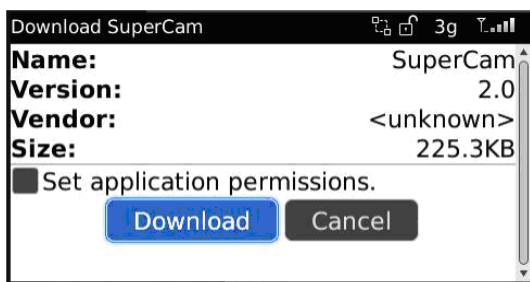 Download SuperCam 3g
Name: SuperCam
Version: 2.0
Vendor: <unknown>
Size: 225.3KB
Set application permissions.
Download Cancel